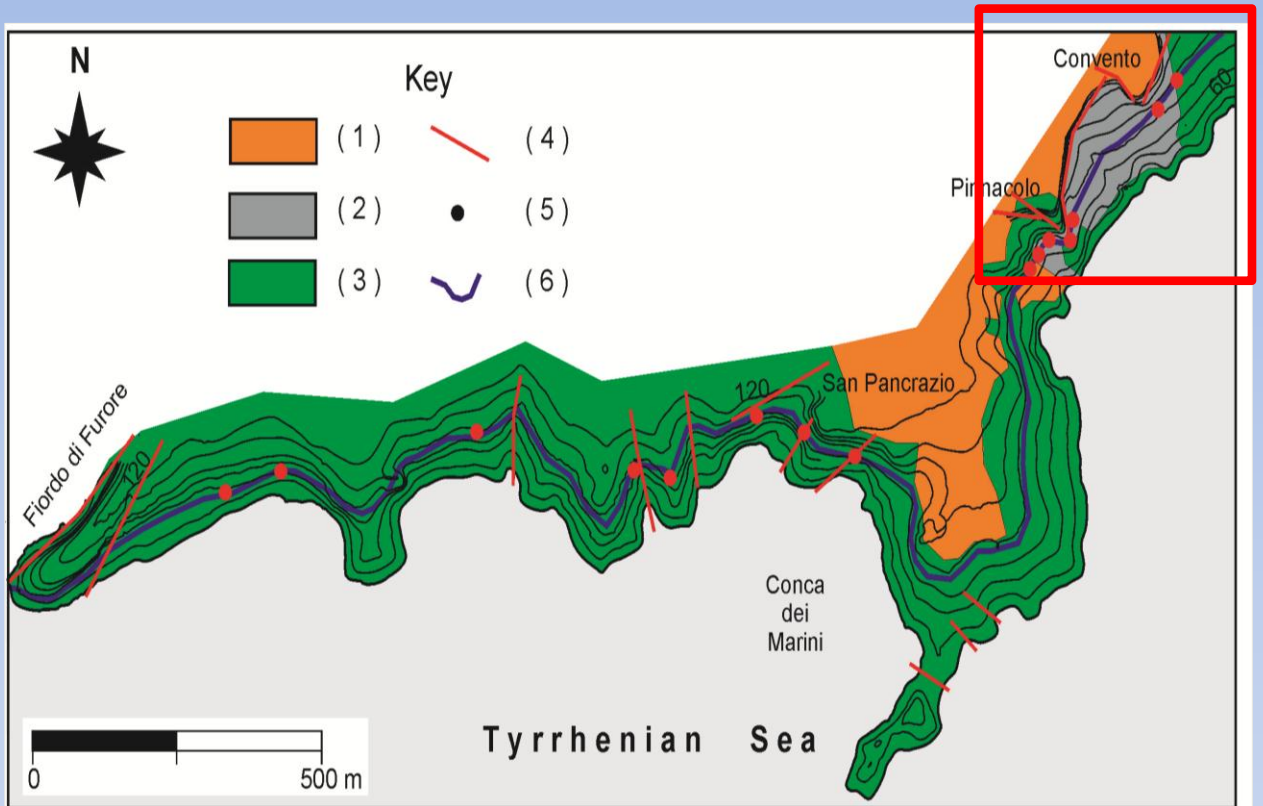 N
Key
(1)
(2)
(3)
(4)
(5)
(6)
Convento
60
Pinnacolo
120
San Pancrazio
Fiordo di Furore
120
Conca
dei
Marini
Tyrrhenian Sea
0
500 m